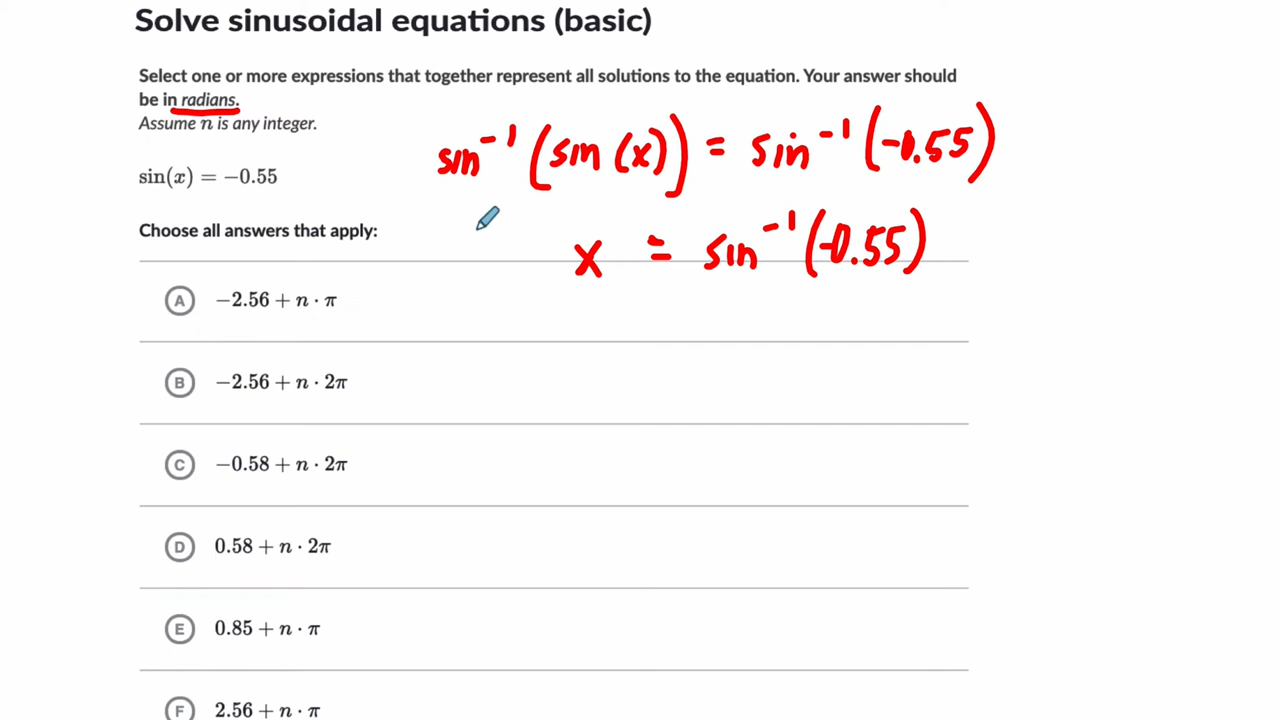 Solve sinusoidal equations (basic)
Select one or more expressions that together represent all solutions to the equation. Your answer should
be in radians.
Assume n is any integer.
sin⁻¹(sin(x)) = sin⁻¹(-0.55)
sin(x) = −0.55
Choose all answers that apply:
x = sin⁻¹(-0.55)
A −2.56 + n · π
B −2.56 + n · 2π
C −0.58 + n · 2π
D 0.58 + n · 2π
E 0.85 + n · π
F 2.56 + n · π